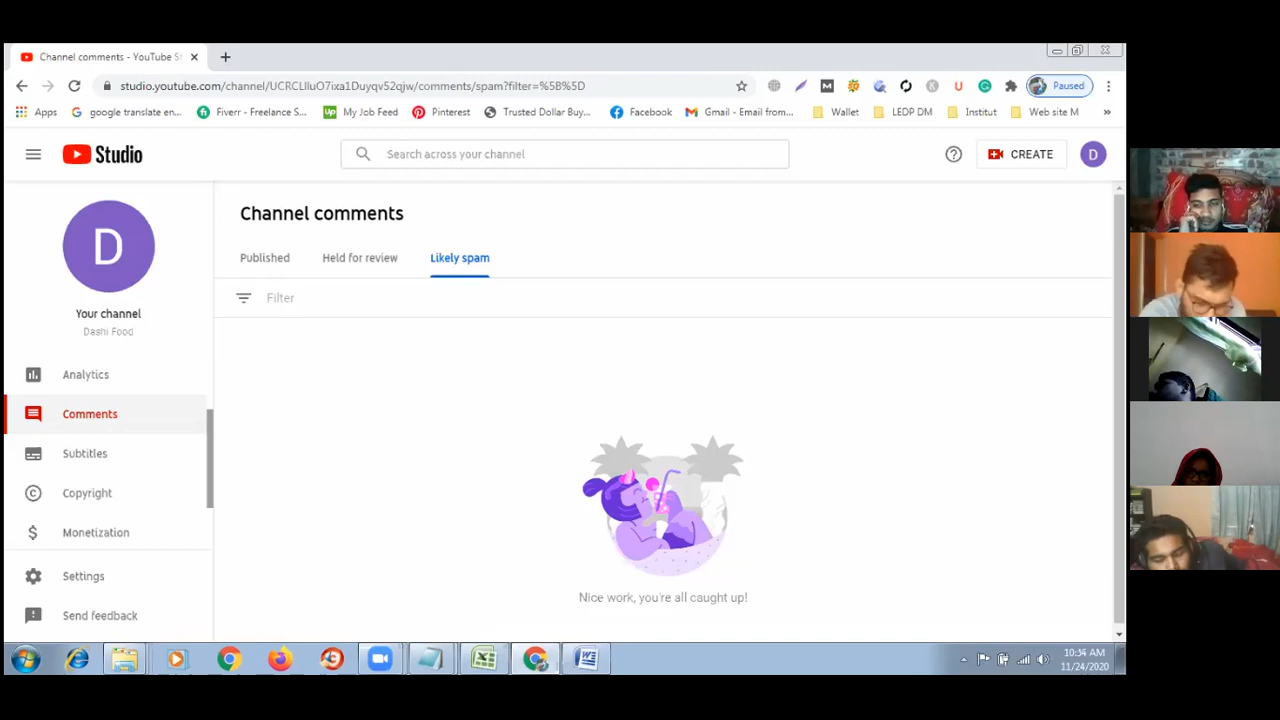 Channel comments - YouTube St
studio.youtube.com/channel/UCRCLlluO7ixa1Duyqv52qjw/comments/spam?filter=%5B%5D
M
K
U
Paused
Apps
google translate en...
Fiverr - Freelance S...
Up
My Job Feed
Pinterest
Trusted Dollar Buy...
Facebook
Gmail - Email from...
Wallet
LEDP DM
Institut
Web site M
»
Studio
Search across your channel
CREATE
D
D
Your channel
Dashi Food
Analytics
Comments
Subtitles
Copyright
Monetization
Settings
Send feedback
Channel comments
Published
Held for review
Likely spam
Filter
Nice work, you're all caught up!
10:34 AM
11/24/2020